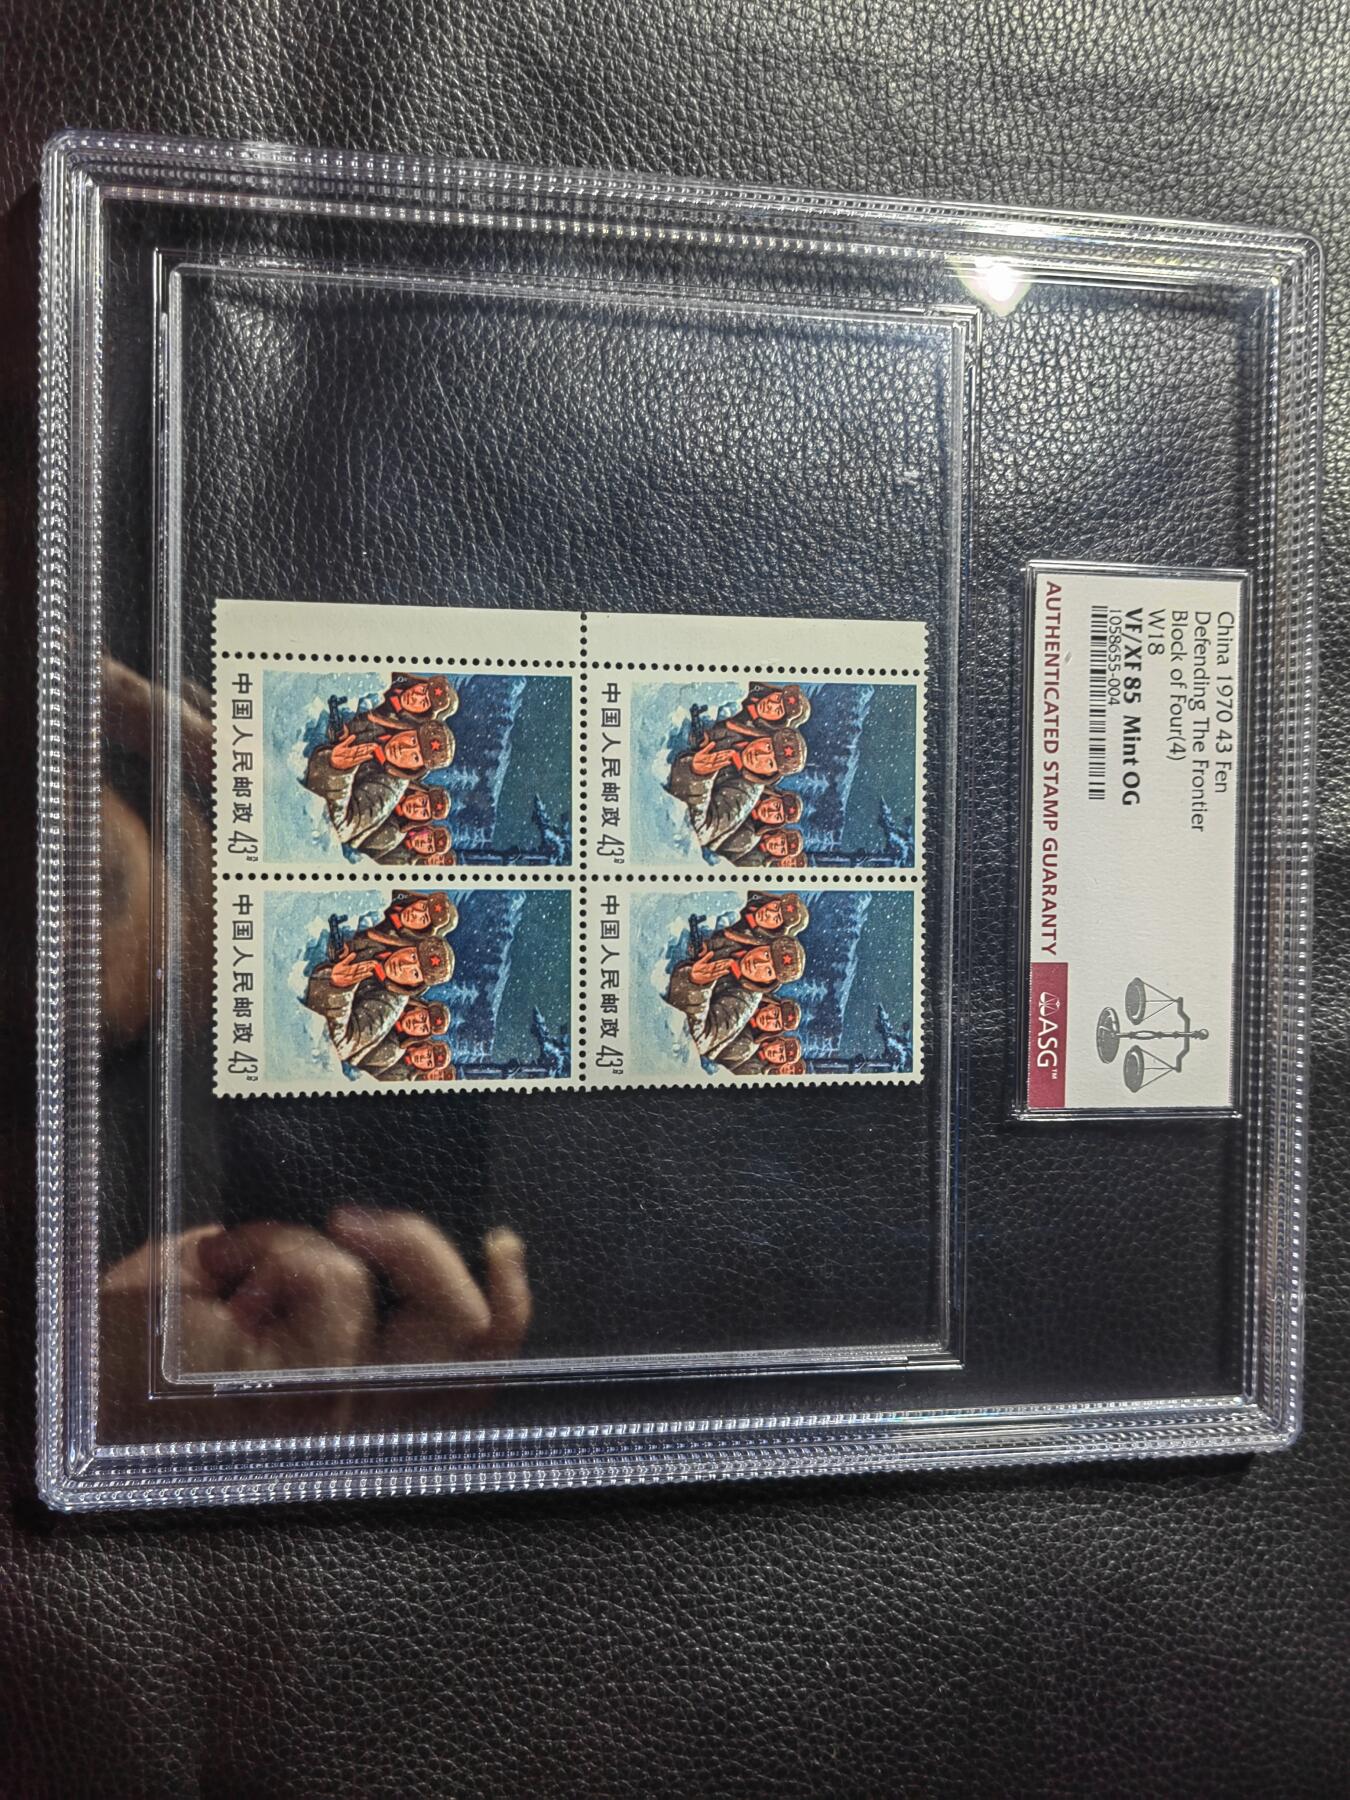 China 1970 43 Fen
Defending The Frontier
Block of Four(4)
W18
VF/XF 85 Mint OG
1058655-004
AUTHENTICATED STAMP GUARANTY
ASG™
中国人民邮政 43分
中国人民邮政 43分
中国人民邮政 43分
中国人民邮政 43分